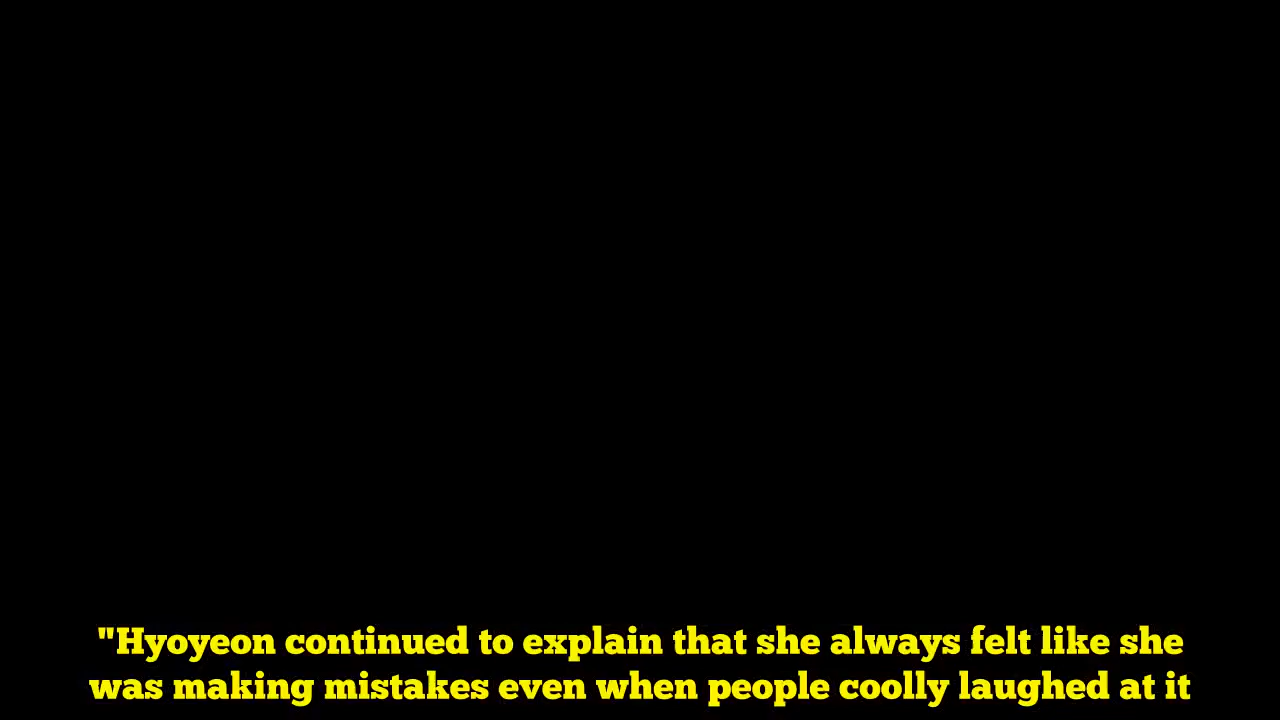 "Hyoyeon continued to explain that she always felt like she
was making mistakes even when people coolly laughed at it